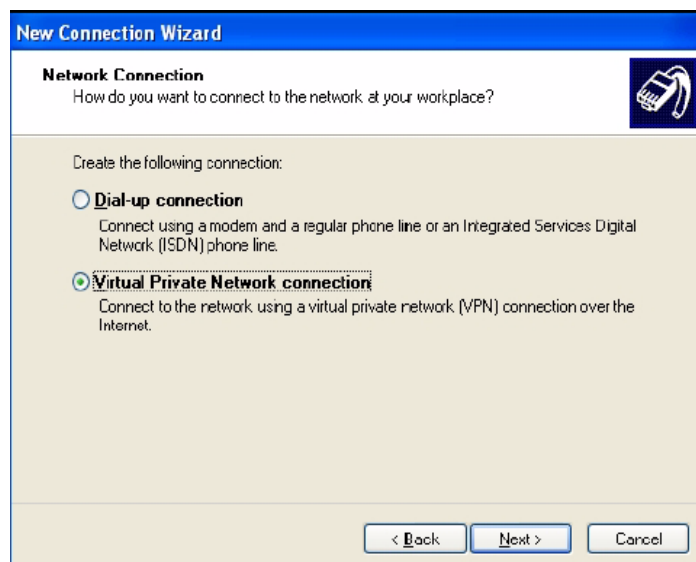 New Connection Wizard
Network Connection
How do you want to connect to the network at your workplace?
Create the following connection:
Dial-up connection
Connect using a modem and a regular phone line or an Integrated Services Digital
Network (ISDN) phone line.
Virtual Private Network connection
Connect to the network using a virtual private network (VPN) connection over the
Internet.
< Back
Next >
Cancel